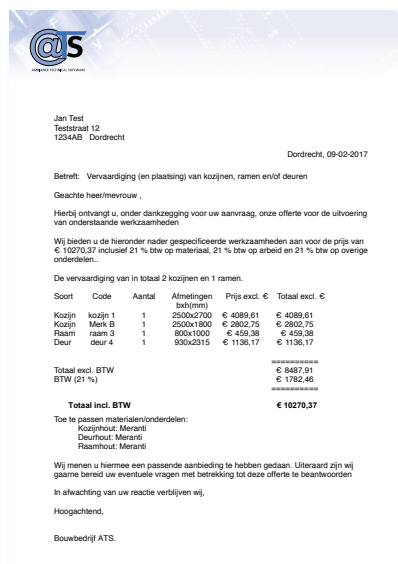 @TS
AMBIANCE TECHNICAL SOFTWARE
Jan Test
Teststraat 12
1234AB Dordrecht
Dordrecht, 09-02-2017
Betreft: Vervaardiging (en plaatsing) van kozijnen, ramen en/of deuren
Geachte heer/mevrouw ,
Hierbij ontvangt u, onder dankzegging voor uw aanvraag, onze offerte voor de uitvoering
van onderstaande werkzaamheden
Wij bieden u de hieronder nader gespecificeerde werkzaamheden aan voor de prijs van
€ 10270,37 inclusief 21 % btw op materiaal, 21 % btw op arbeid en 21 % btw op overige
onderdelen..
De vervaardiging van in totaal 2 kozijnen en 1 ramen.
Soort Code Aantal Afmetingen Prijs excl. € Totaal excl. €
bxh(mm)
Kozijn kozijn 1 1 2500x2700 € 4089,61 € 4089,61
Kozijn Merk B 1 2500x1800 € 2802,75 € 2802,75
Raam raam 3 1 800x1000 € 459,38 € 459,38
Deur deur 4 1 930x2315 € 1136,17 € 1136,17
==========
Totaal excl. BTW € 8487,91
BTW (21 %) € 1782,46
==========
Totaal incl. BTW € 10270,37
Toe te passen materialen/onderdelen:
Kozijnhout: Meranti
Deurhout: Meranti
Raamhout: Meranti
Wij menen u hiermee een passende aanbieding te hebben gedaan. Uiteraard zijn wij
gaarne bereid uw eventuele vragen met betrekking tot deze offerte te beantwoorden
In afwachting van uw reactie verblijven wij,
Hoogachtend,
Bouwbedrijf ATS.